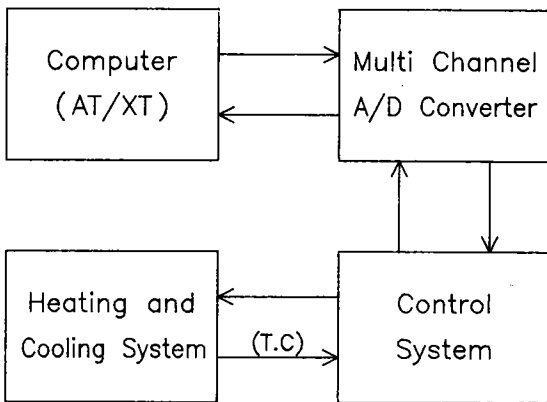 Computer
(AT/XT)
Multi Channel
A/D Converter
Heating and
Cooling System
(T.C)
Control
System